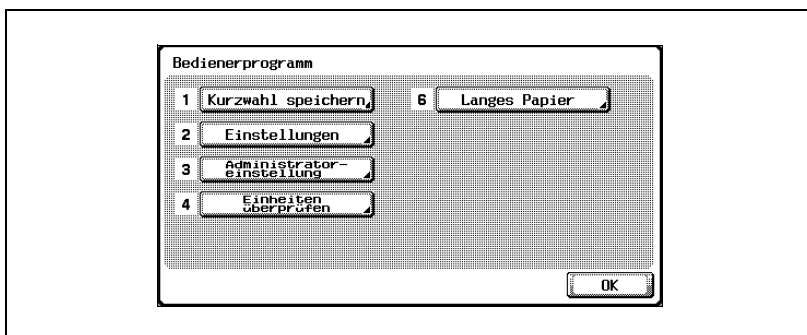 Bedienerprogramm
1 Kurzwahl speichern
2 Einstellungen
3 Administrator-
einstellung
4 Einheiten
überprüfen
6 Langes Papier
OK